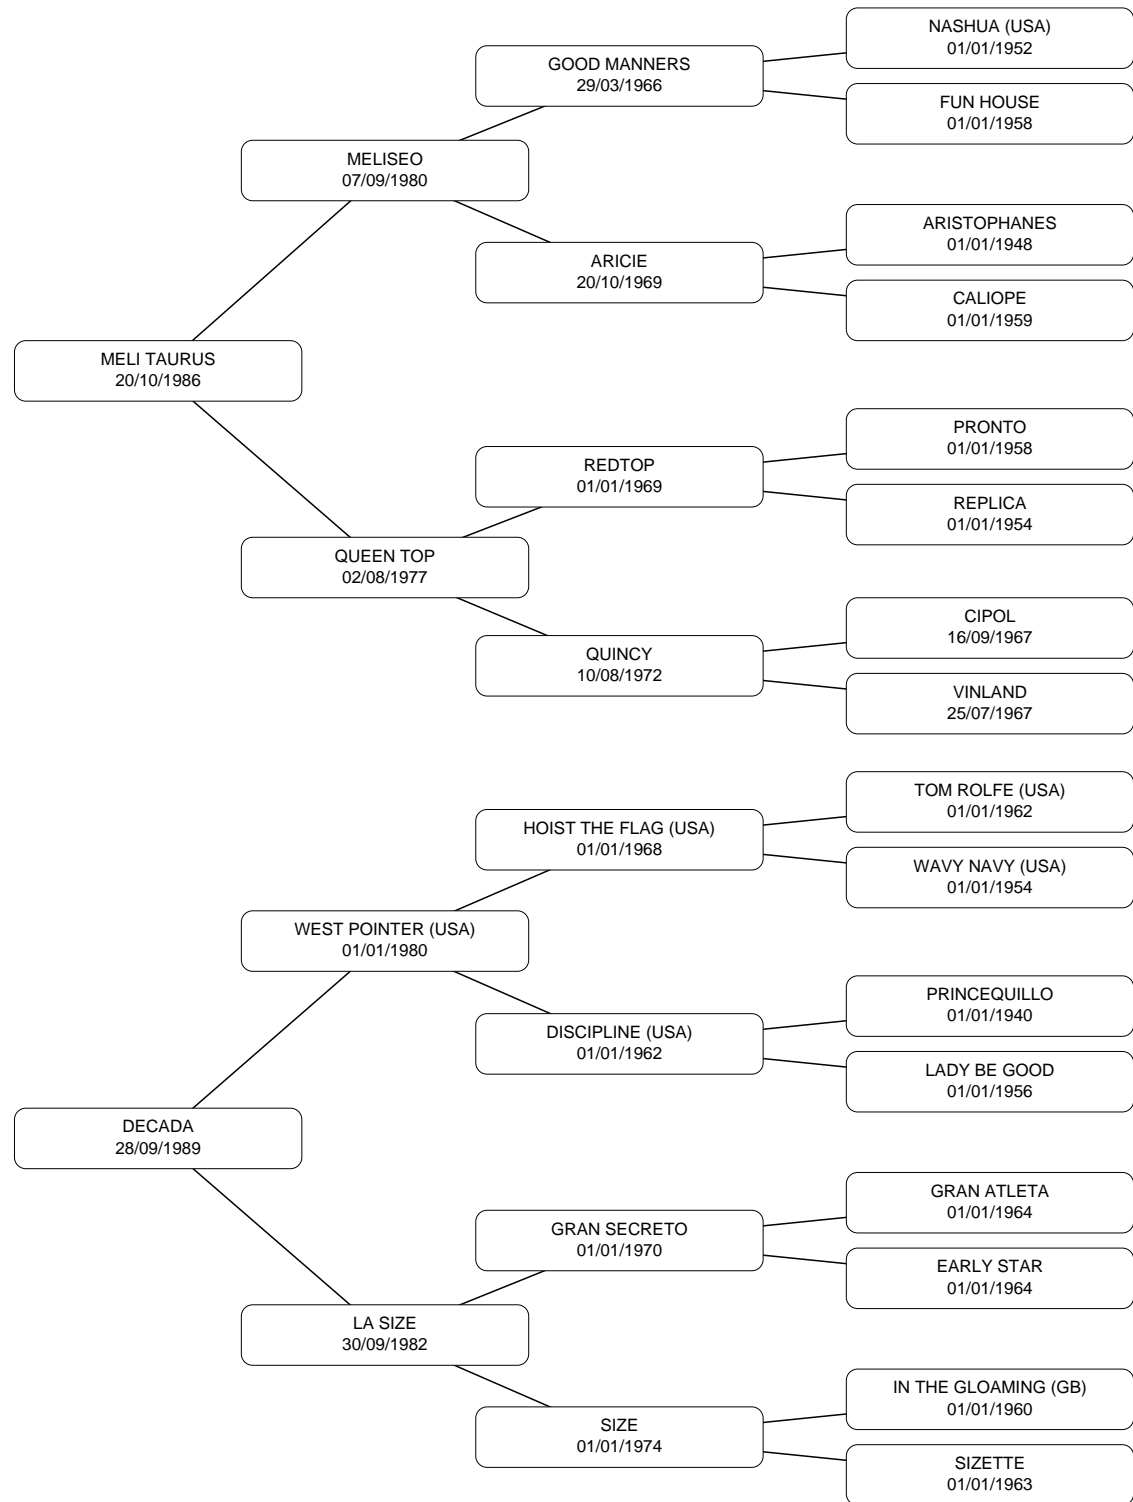 NASHUA (USA)
01/01/1952
GOOD MANNERS
29/03/1966
FUN HOUSE
01/01/1958
MELISEO
07/09/1980
ARISTOPHANES
01/01/1948
ARICIE
20/10/1969
CALIOPE
01/01/1959
MELI TAURUS
20/10/1986
PRONTO
01/01/1958
REDTOP
01/01/1969
REPLICA
01/01/1954
QUEEN TOP
02/08/1977
CIPOL
16/09/1967
QUINCY
10/08/1972
VINLAND
25/07/1967
TOM ROLFE (USA)
01/01/1962
HOIST THE FLAG (USA)
01/01/1968
WAVY NAVY (USA)
01/01/1954
WEST POINTER (USA)
01/01/1980
PRINCEQUILLO
01/01/1940
DISCIPLINE (USA)
01/01/1962
LADY BE GOOD
01/01/1956
DECADA
28/09/1989
GRAN ATLETA
01/01/1964
GRAN SECRETO
01/01/1970
EARLY STAR
01/01/1964
LA SIZE
30/09/1982
IN THE GLOAMING (GB)
01/01/1960
SIZE
01/01/1974
SIZETTE
01/01/1963